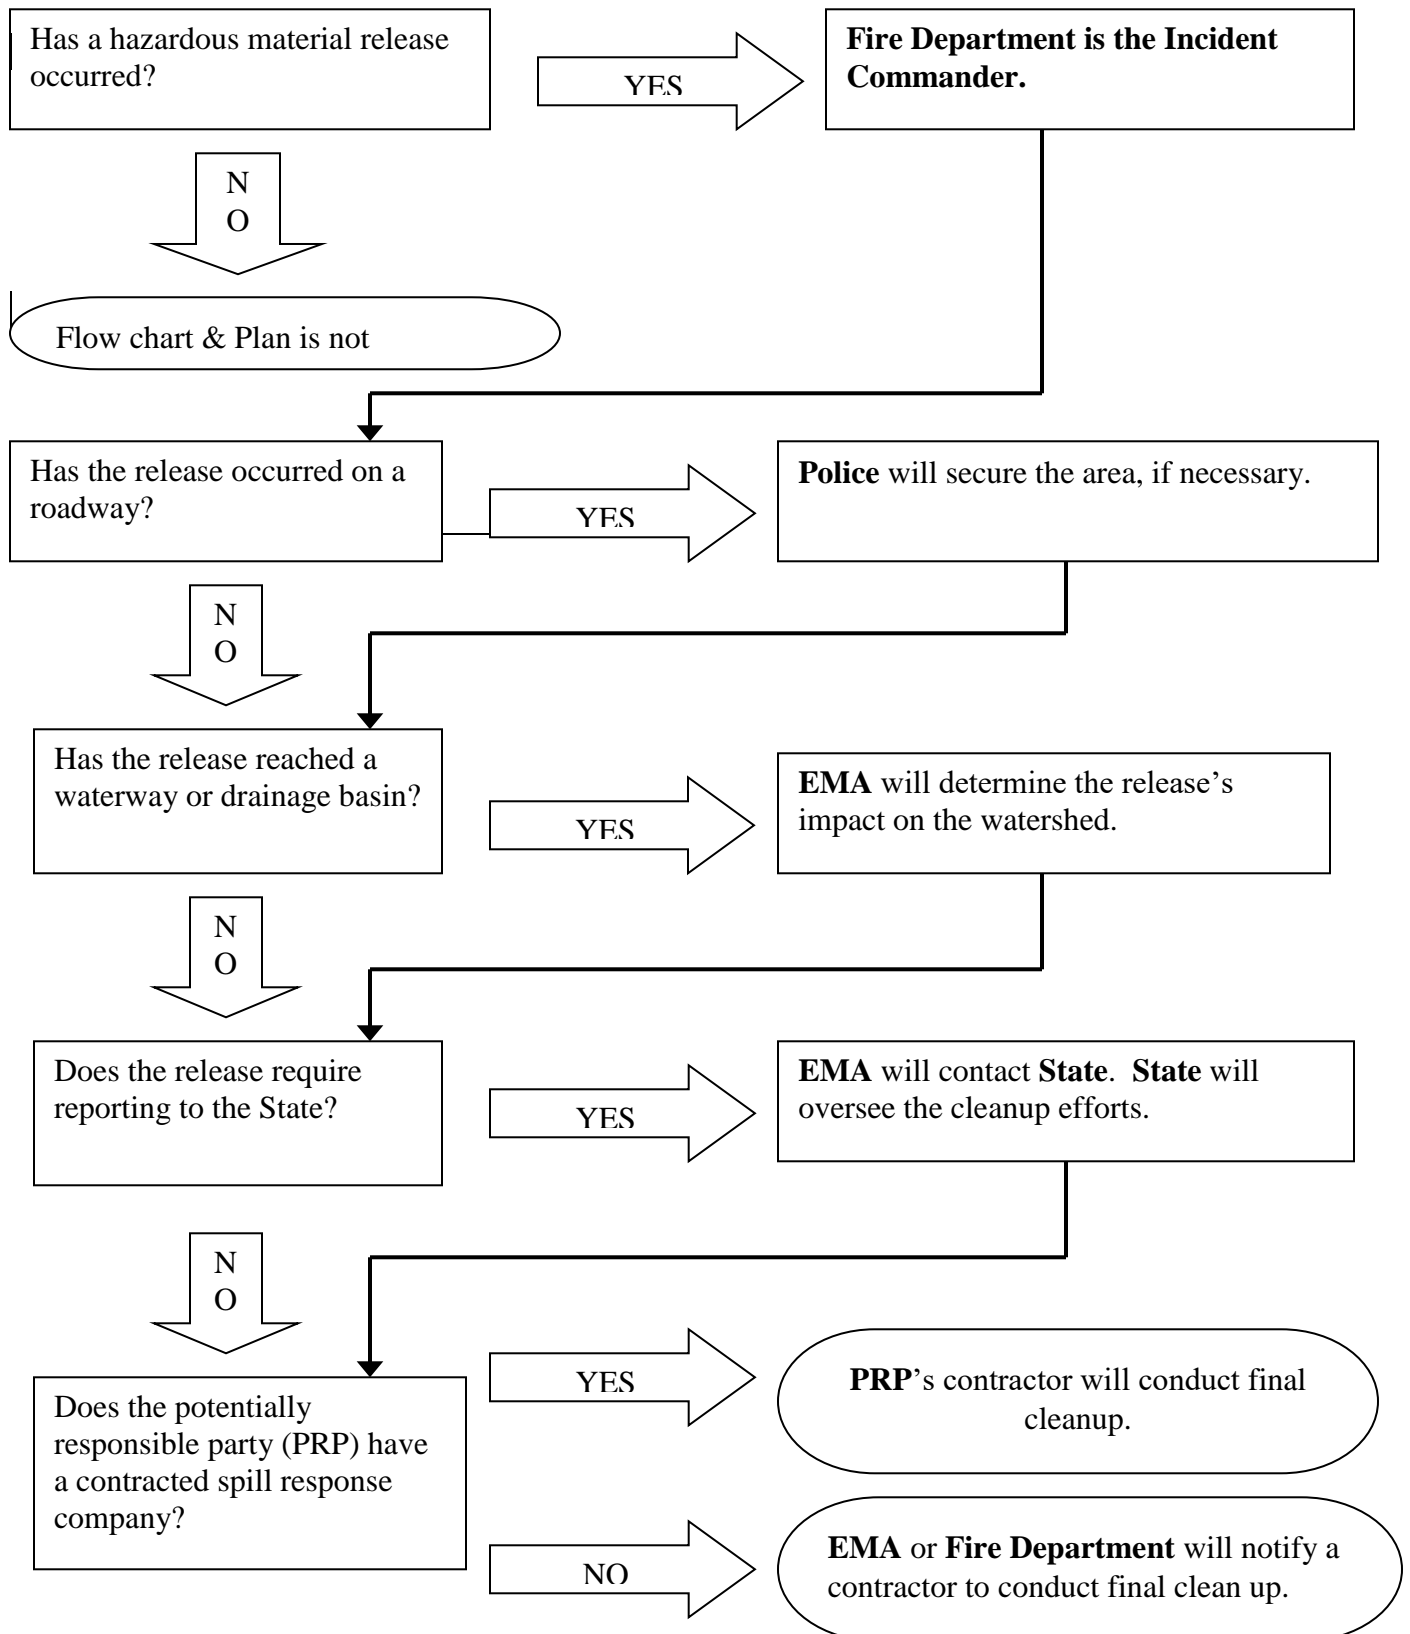 Has a hazardous material release
occurred?
YES
Fire Department is the Incident
Commander.
N
O
Flow chart & Plan is not
Has the release occurred on a
roadway?
YES
Police will secure the area, if necessary.
N
O
Has the release reached a
waterway or drainage basin?
YES
EMA will determine the release’s
impact on the watershed.
N
O
Does the release require
reporting to the State?
YES
EMA will contact State.  State will
oversee the cleanup efforts.
N
O
Does the potentially
responsible party (PRP) have
a contracted spill response
company?
YES
PRP’s contractor will conduct final
cleanup.
NO
EMA or Fire Department will notify a
contractor to conduct final clean up.